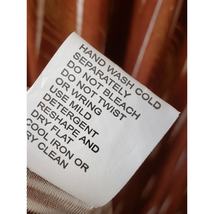 HAND WASH COLD
SEPARATELY
DO NOT BLEACH
DO NOT TWIST
OR WRING
USE MILD
DETERGENT
RESHAPE AND
DRY FLAT
COOL IRON OR
RY CLEAN